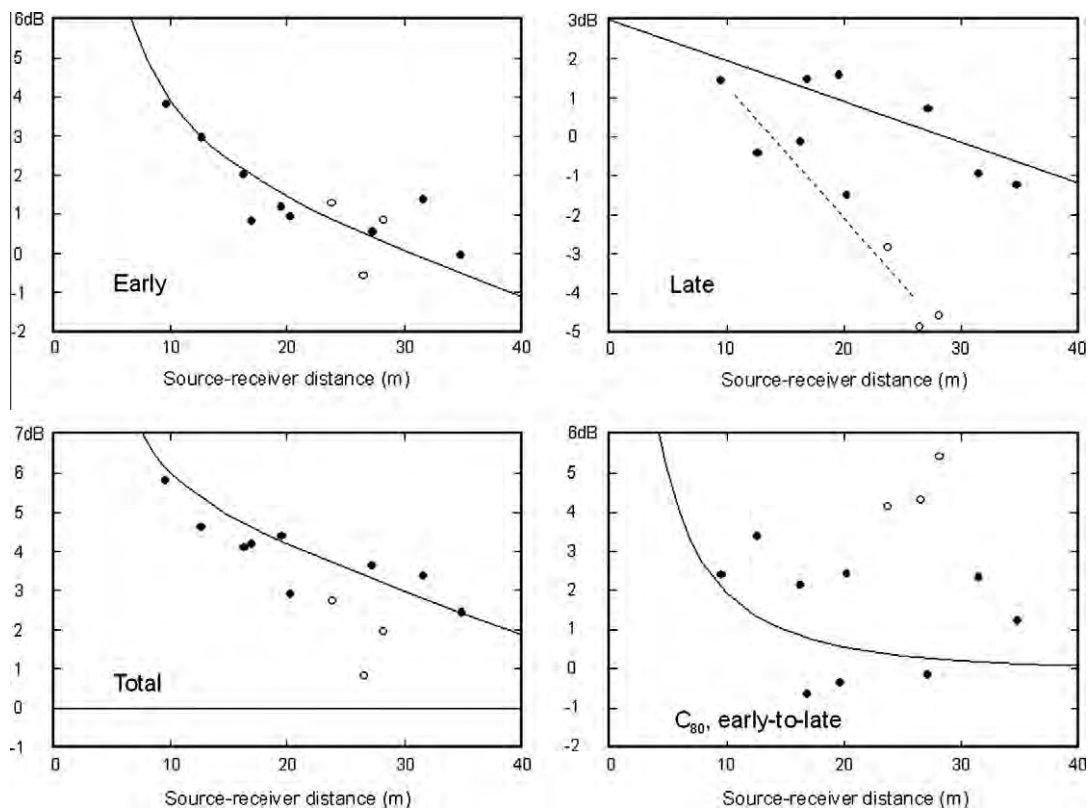 6dB
5
4
3
2
1
0
-1
-2
0 10 20 30 40
Early
Source-receiver distance (m)
3dB
2
1
0
-1
-2
-3
-4
-5
0 10 20 30 40
Late
Source-receiver distance (m)
7dB
6
5
4
3
2
1
0
-1
0 10 20 30 40
Total
Source-receiver distance (m)
6dB
5
4
3
2
1
0
-1
-2
0 10 20 30 40
C₈₀, early-to-late
Source-receiver distance (m)